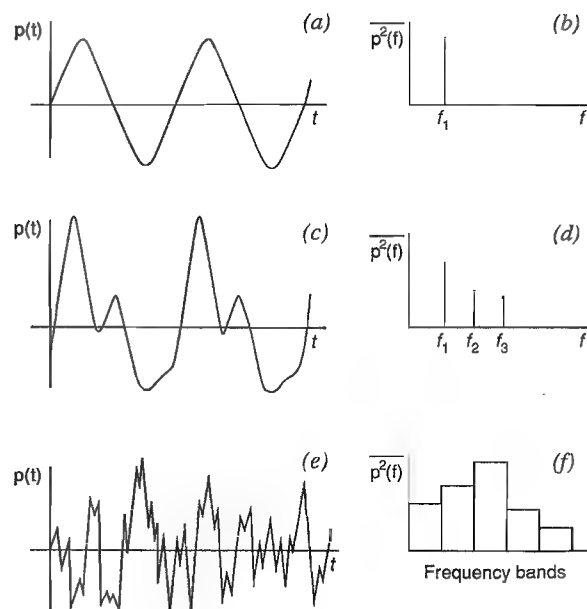 p(t) (a)
t
p²(f) (b)
f₁ f
p(t) (c)
t
p²(f) (d)
f₁ f₂ f₃ f
p(t) (e)
t
p²(f) (f)
Frequency bands